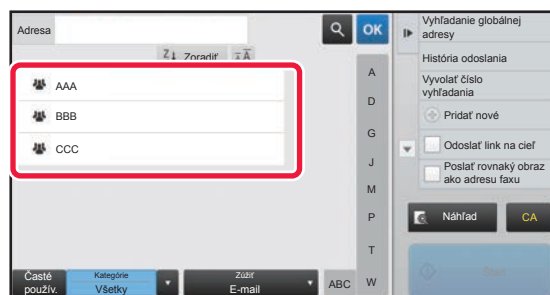 Adresa
OK
Zoradiť
AAA
BBB
CCC
A
D
G
J
M
P
T
W
ABC
Časté
použív.
Kategórie
Všetky
Zúžiť
E-mail
Vyhľadanie globálnej
adresy
História odoslania
Vyvolať číslo
vyhľadania
Pridať nové
Odoslať link na cieľ
Poslať rovnaký obraz
ako adresu faxu
Náhľad
CA
Štart